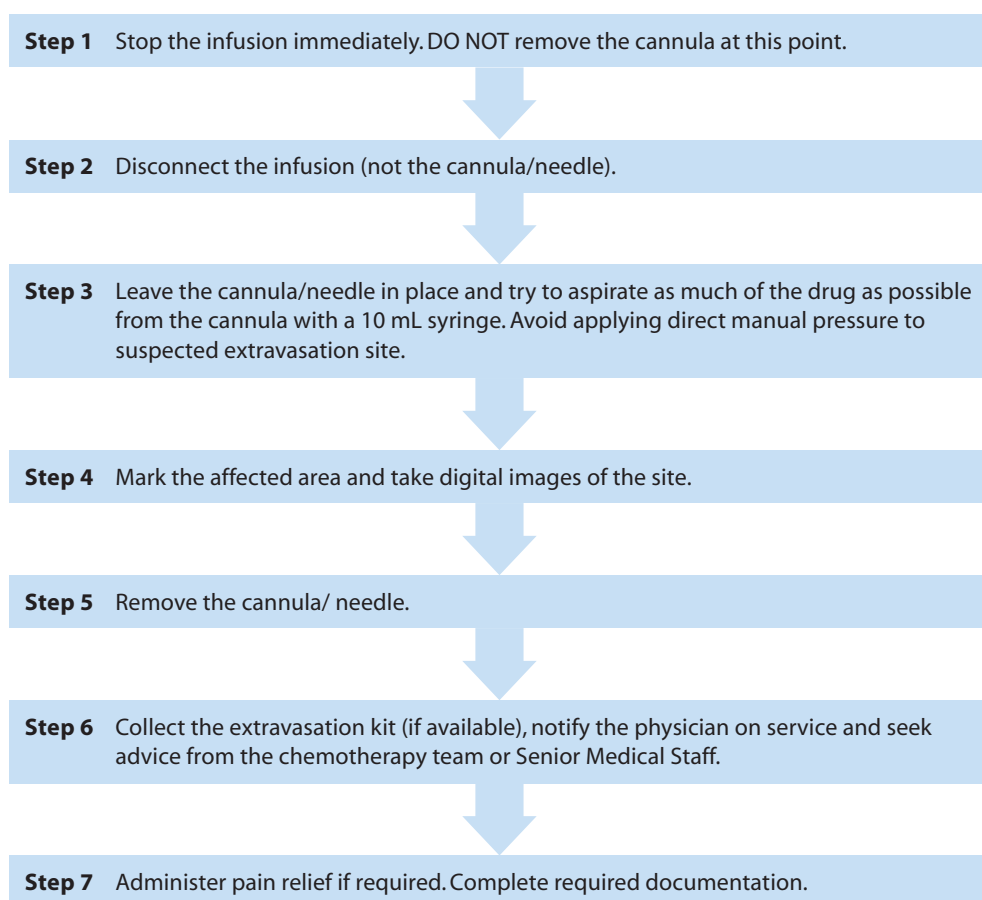 Step 1 Stop the infusion immediately. DO NOT remove the cannula at this point.
Step 2 Disconnect the infusion (not the cannula/needle).
Step 3 Leave the cannula/needle in place and try to aspirate as much of the drug as possible
from the cannula with a 10 mL syringe. Avoid applying direct manual pressure to
suspected extravasation site.
Step 4 Mark the affected area and take digital images of the site.
Step 5 Remove the cannula/ needle.
Step 6 Collect the extravasation kit (if available), notify the physician on service and seek
advice from the chemotherapy team or Senior Medical Staff.
Step 7 Administer pain relief if required. Complete required documentation.